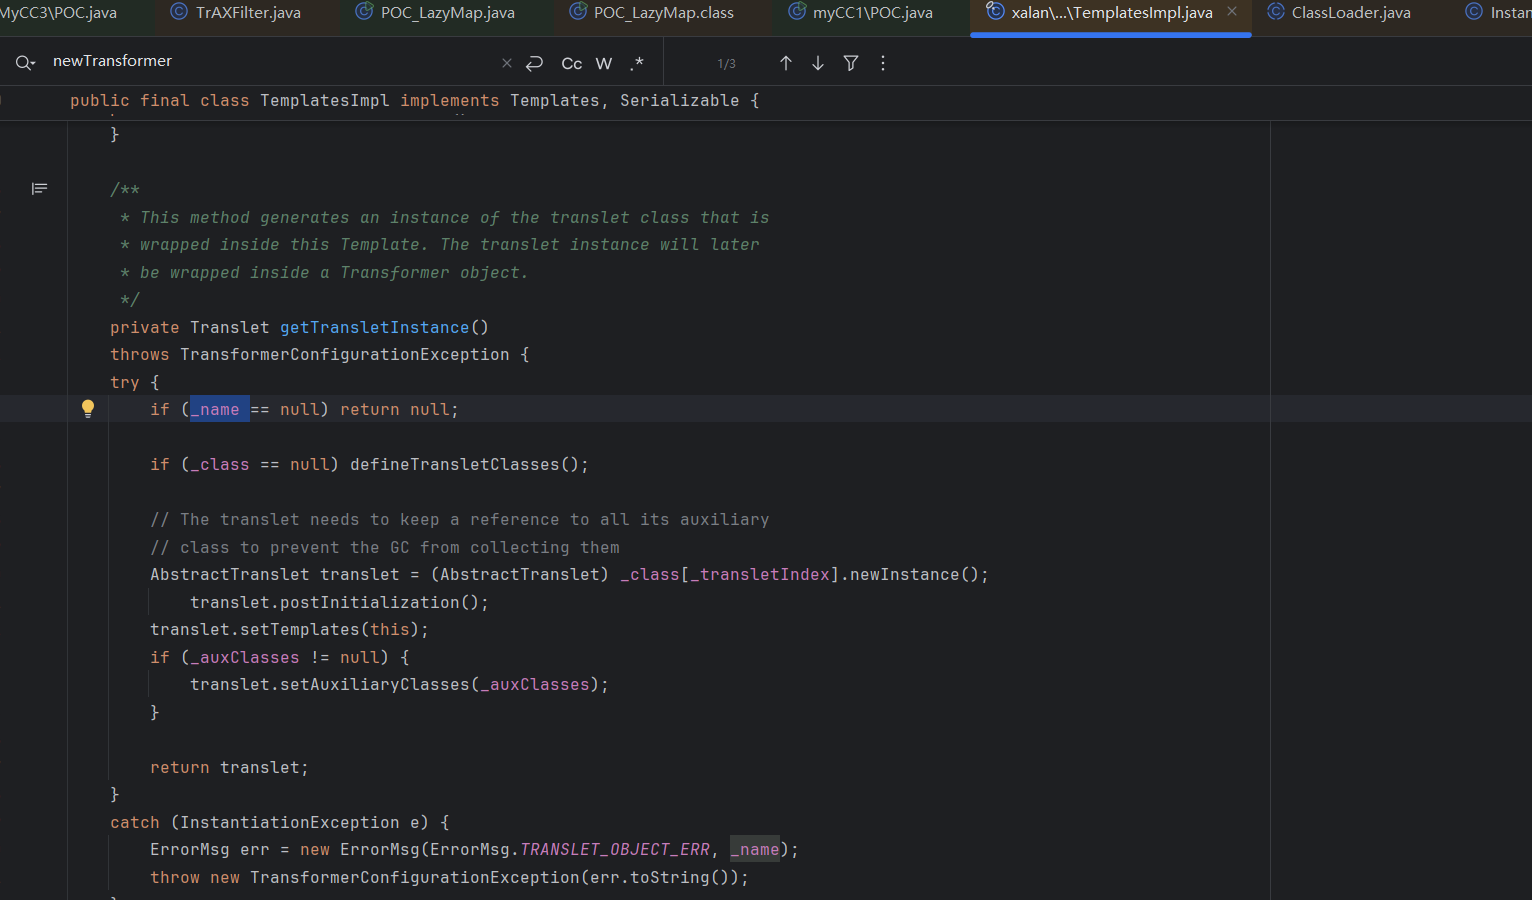 MyCC3\POC.java TrAXFilter.java POC_LazyMap.java POC_LazyMap.class myCC1\POC.java xalan\...\TemplatesImpl.java ClassLoader.java Instan
newTransformer Cc W .* 1/3
public final class TemplatesImpl implements Templates, Serializable {
}
/**
* This method generates an instance of the translet class that is
* wrapped inside this Template. The translet instance will later
* be wrapped inside a Transformer object.
*/
private Translet getTransletInstance()
throws TransformerConfigurationException {
try {
if (_name == null) return null;
if (_class == null) defineTransletClasses();
// The translet needs to keep a reference to all its auxiliary
// class to prevent the GC from collecting them
AbstractTranslet translet = (AbstractTranslet) _class[_transletIndex].newInstance();
translet.postInitialization();
translet.setTemplates(this);
if (_auxClasses != null) {
translet.setAuxiliaryClasses(_auxClasses);
}
return translet;
}
catch (InstantiationException e) {
ErrorMsg err = new ErrorMsg(ErrorMsg.TRANSLET_OBJECT_ERR, _name);
throw new TransformerConfigurationException(err.toString());